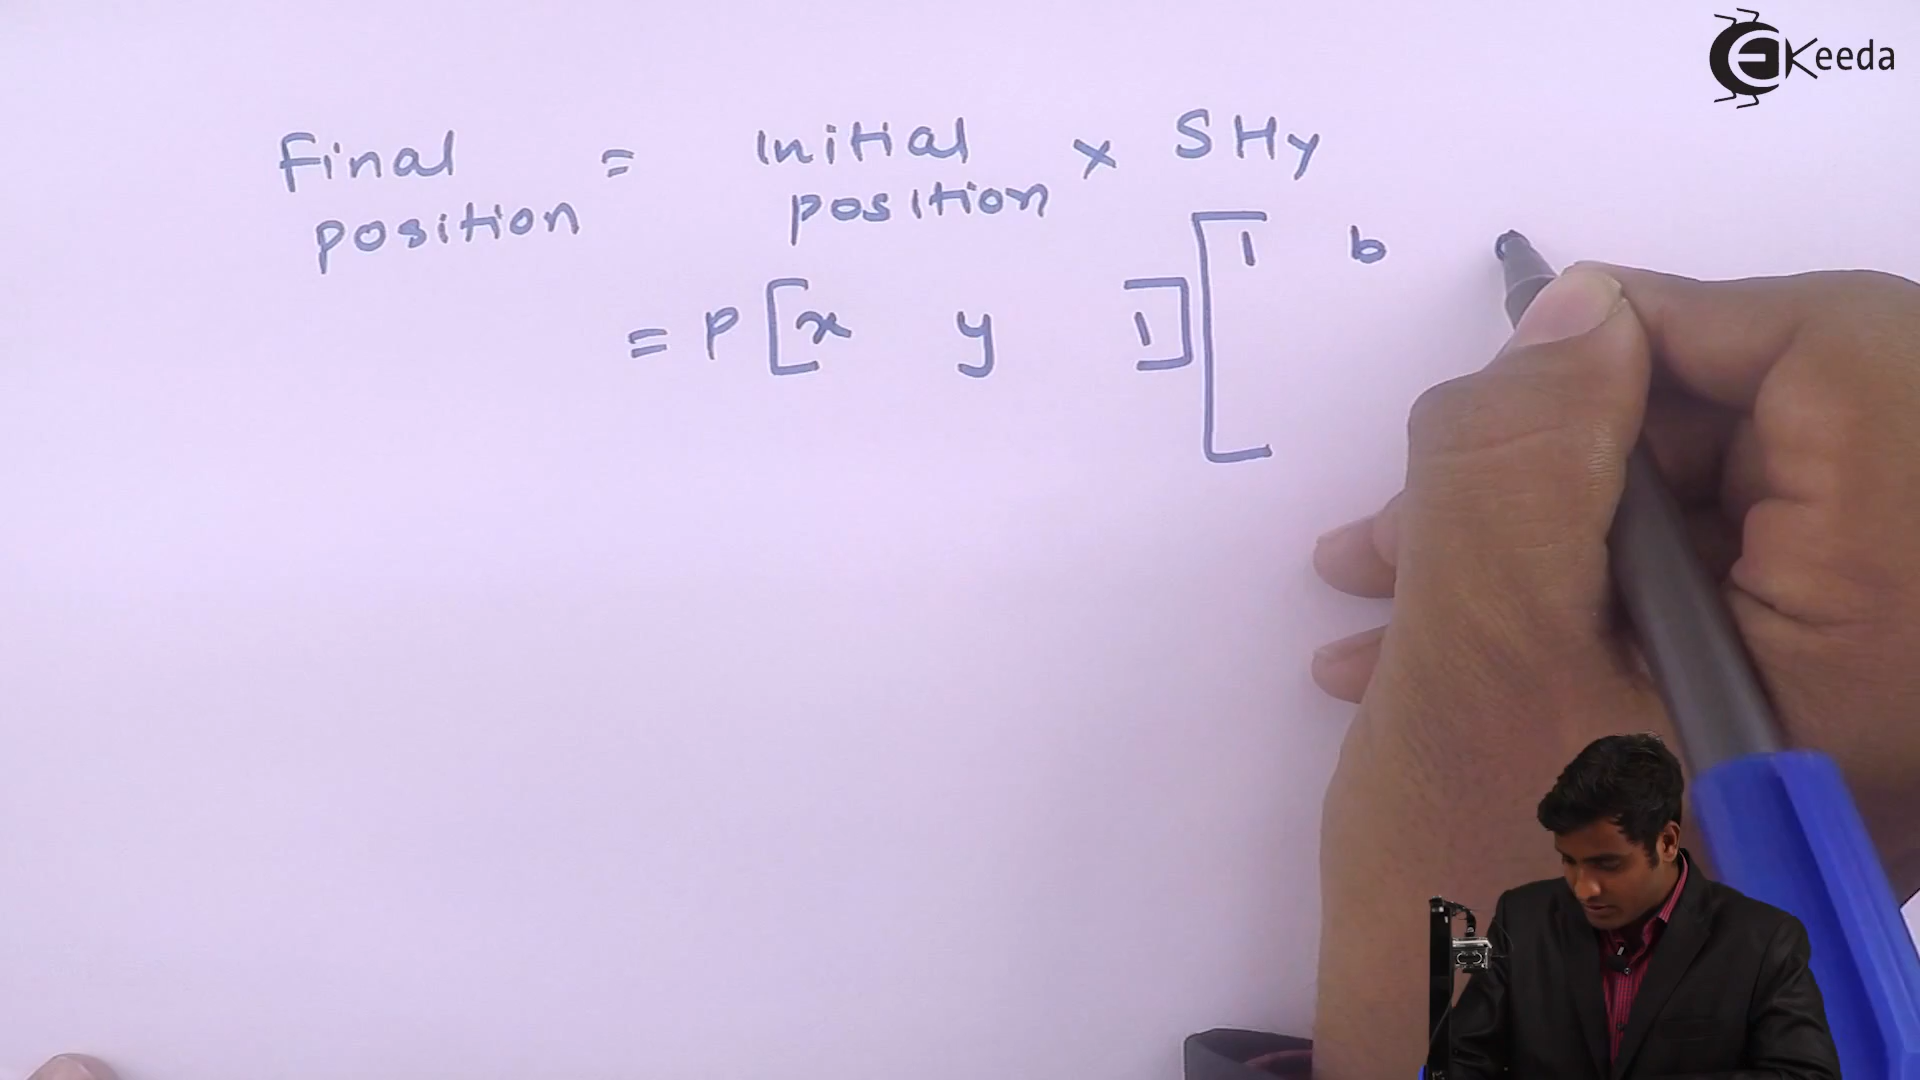 EKeeda
Final = Initial × SHy
position position
= P [x y 1] [1 b